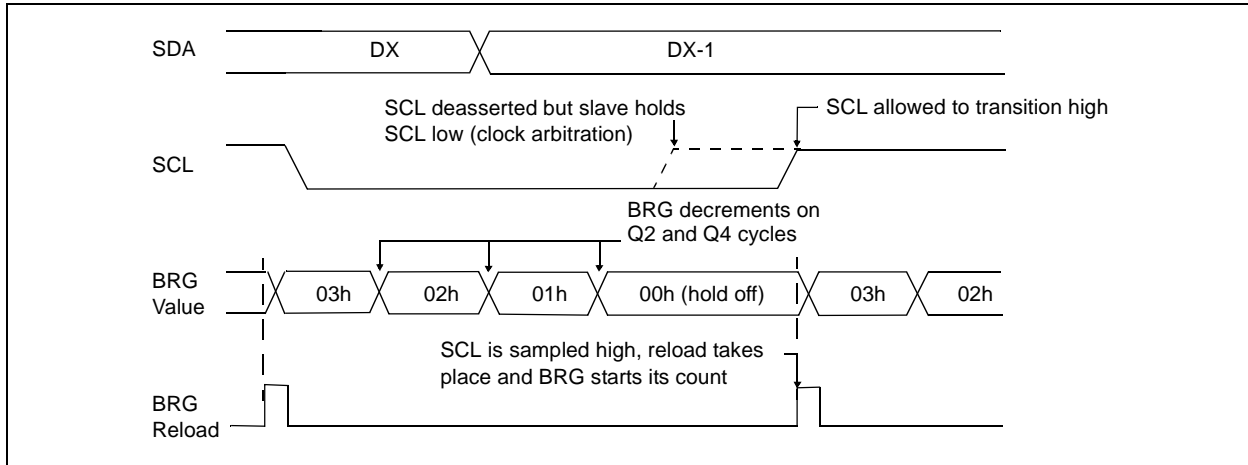 SDA
DX
DX-1
SCL deasserted but slave holds
SCL low (clock arbitration)
SCL allowed to transition high
SCL
BRG decrements on
Q2 and Q4 cycles
BRG
Value
03h
02h
01h
00h (hold off)
03h
02h
SCL is sampled high, reload takes
place and BRG starts its count
BRG
Reload